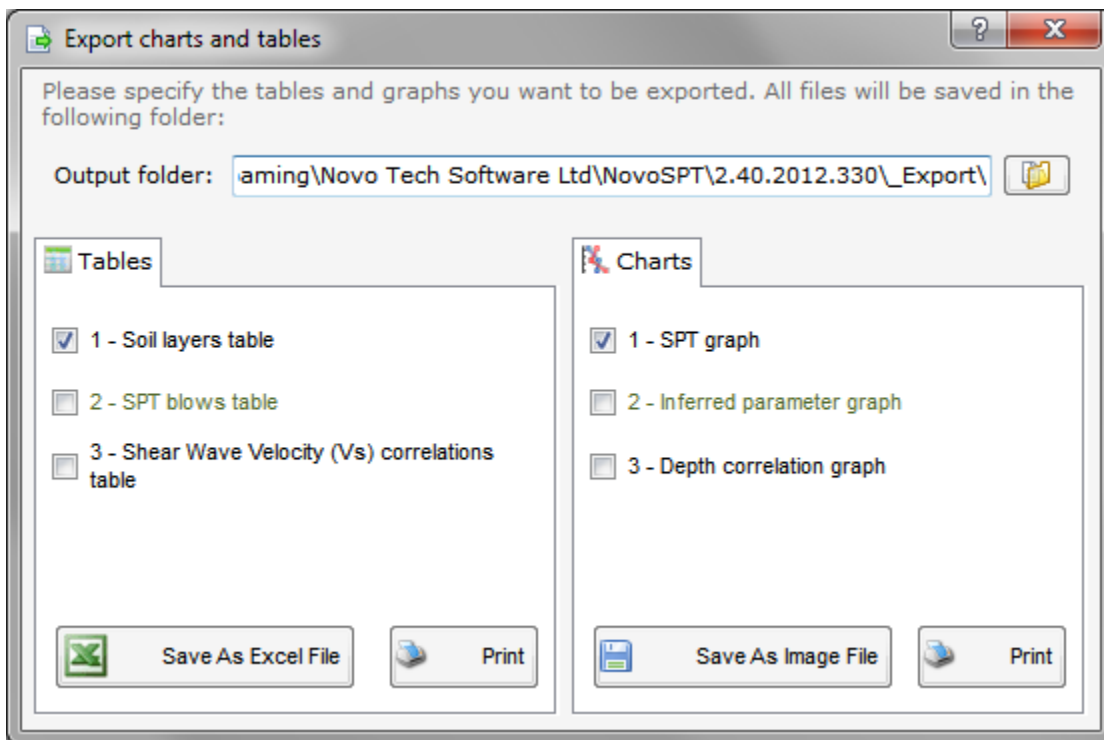 Export charts and tables
Please specify the tables and graphs you want to be exported. All files will be saved in the
following folder:
Output folder:
aming\Novo Tech Software Ltd\NovoSPT\2.40.2012.330\_Export\
Tables
1 - Soil layers table
2 - SPT blows table
3 - Shear Wave Velocity (Vs) correlations
table
Save As Excel File
Print
Charts
1 - SPT graph
2 - Inferred parameter graph
3 - Depth correlation graph
Save As Image File
Print